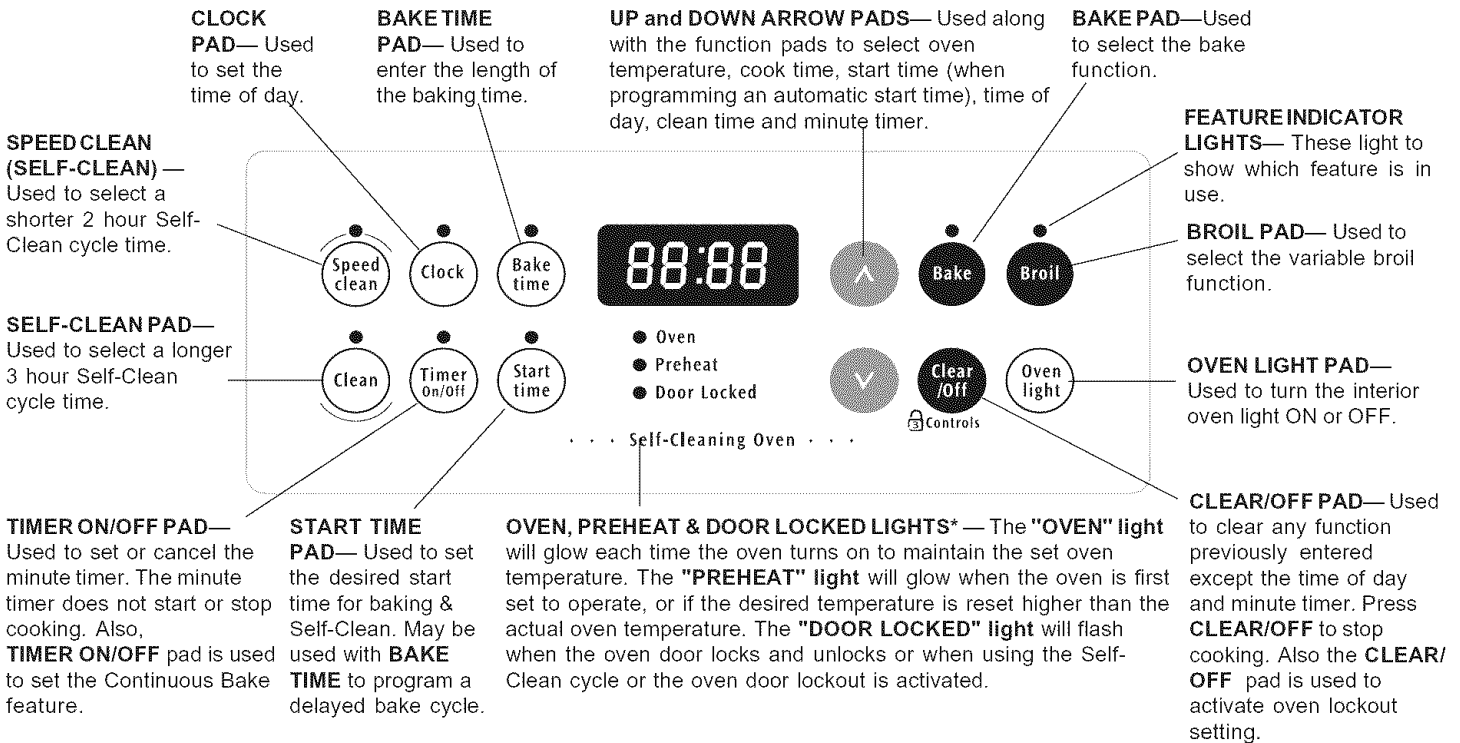 CLOCK
PAD— Used
to set the
time of day.
BAKE TIME
PAD— Used to
enter the length of
the baking time.
UP and DOWN ARROW PADS— Used along
with the function pads to select oven
temperature, cook time, start time (when
programming an automatic start time), time of
day, clean time and minute timer.
BAKE PAD—Used
to select the bake
function.
FEATURE INDICATOR
LIGHTS— These light to
show which feature is in
use.
SPEED CLEAN
(SELF-CLEAN) —
Used to select a
shorter 2 hour Self-
Clean cycle time.
BROIL PAD— Used to
select the variable broil
function.
SELF-CLEAN PAD—
Used to select a longer
3 hour Self-Clean
cycle time.
Speed
clean
Clock
Bake
time
88:88
Bake
Broil
Clean
Timer
On/Off
Start
time
Oven
Preheat
Door Locked
Clear
/Off
3 Controls
Oven
light
· · · Self-Cleaning Oven · · ·
OVEN LIGHT PAD—
Used to turn the interior
oven light ON or OFF.
TIMER ON/OFF PAD—
Used to set or cancel the
minute timer. The minute
timer does not start or stop
cooking. Also,
TIMER ON/OFF pad is used
to set the Continuous Bake
feature.
START TIME
PAD— Used to set
the desired start
time for baking &
Self-Clean. May be
used with BAKE
TIME to program a
delayed bake cycle.
OVEN, PREHEAT & DOOR LOCKED LIGHTS* — The "OVEN" light
will glow each time the oven turns on to maintain the set oven
temperature. The "PREHEAT" light will glow when the oven is first
set to operate, or if the desired temperature is reset higher than the
actual oven temperature. The "DOOR LOCKED" light will flash
when the oven door locks and unlocks or when using the Self-
Clean cycle or the oven door lockout is activated.
CLEAR/OFF PAD— Used
to clear any function
previously entered
except the time of day
and minute timer. Press
CLEAR/OFF to stop
cooking. Also the CLEAR/
OFF pad is used to
activate oven lockout
setting.